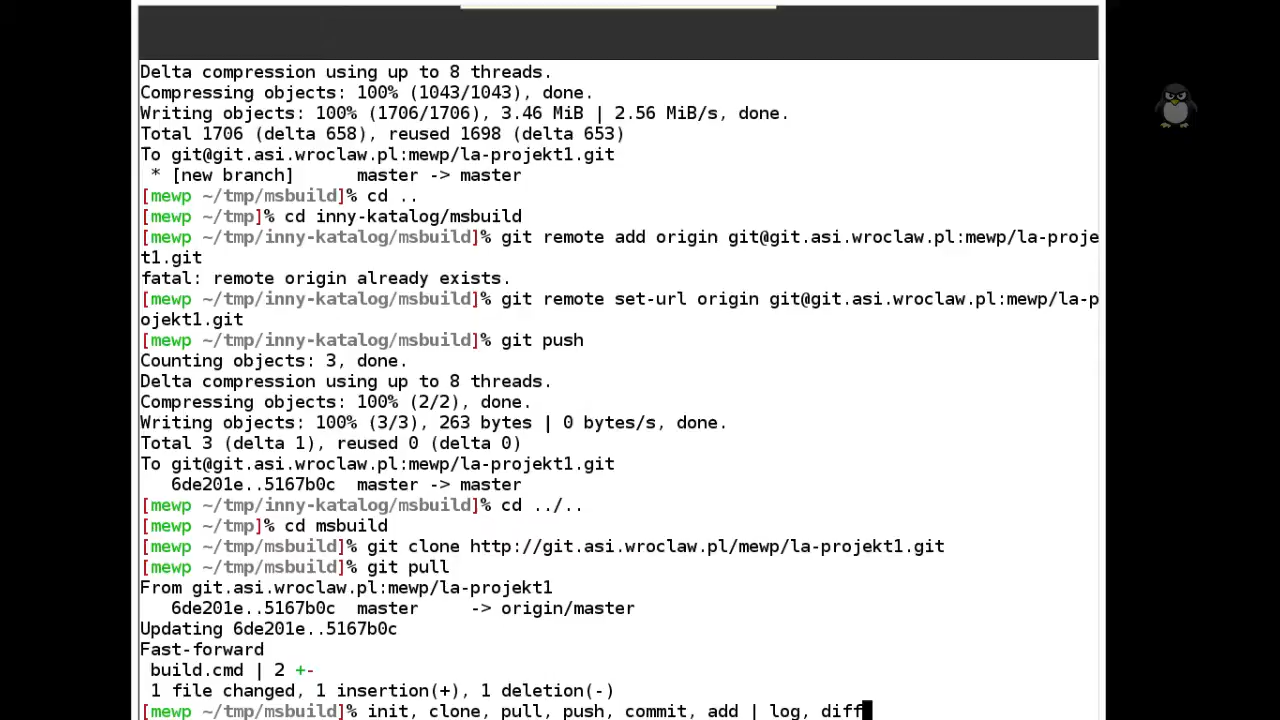 Delta compression using up to 8 threads.
Compressing objects: 100% (1043/1043), done.
Writing objects: 100% (1706/1706), 3.46 MiB | 2.56 MiB/s, done.
Total 1706 (delta 658), reused 1698 (delta 653)
To git@git.asi.wroclaw.pl:mewp/la-projekt1.git
 * [new branch]      master -> master
[mewp ~/tmp/msbuild]% cd ..
[mewp ~/tmp]% cd inny-katalog/msbuild
[mewp ~/tmp/inny-katalog/msbuild]% git remote add origin git@git.asi.wroclaw.pl:mewp/la-proje
t1.git
fatal: remote origin already exists.
[mewp ~/tmp/inny-katalog/msbuild]% git remote set-url origin git@git.asi.wroclaw.pl:mewp/la-p
ojekt1.git
[mewp ~/tmp/inny-katalog/msbuild]% git push
Counting objects: 3, done.
Delta compression using up to 8 threads.
Compressing objects: 100% (2/2), done.
Writing objects: 100% (3/3), 263 bytes | 0 bytes/s, done.
Total 3 (delta 1), reused 0 (delta 0)
To git@git.asi.wroclaw.pl:mewp/la-projekt1.git
   6de201e..5167b0c  master -> master
[mewp ~/tmp/inny-katalog/msbuild]% cd ../..
[mewp ~/tmp]% cd msbuild
[mewp ~/tmp/msbuild]% git clone http://git.asi.wroclaw.pl/mewp/la-projekt1.git
[mewp ~/tmp/msbuild]% git pull
From git.asi.wroclaw.pl:mewp/la-projekt1
   6de201e..5167b0c  master     -> origin/master
Updating 6de201e..5167b0c
Fast-forward
 build.cmd | 2 +-
 1 file changed, 1 insertion(+), 1 deletion(-)
[mewp ~/tmp/msbuild]% init, clone, pull, push, commit, add | log, diff